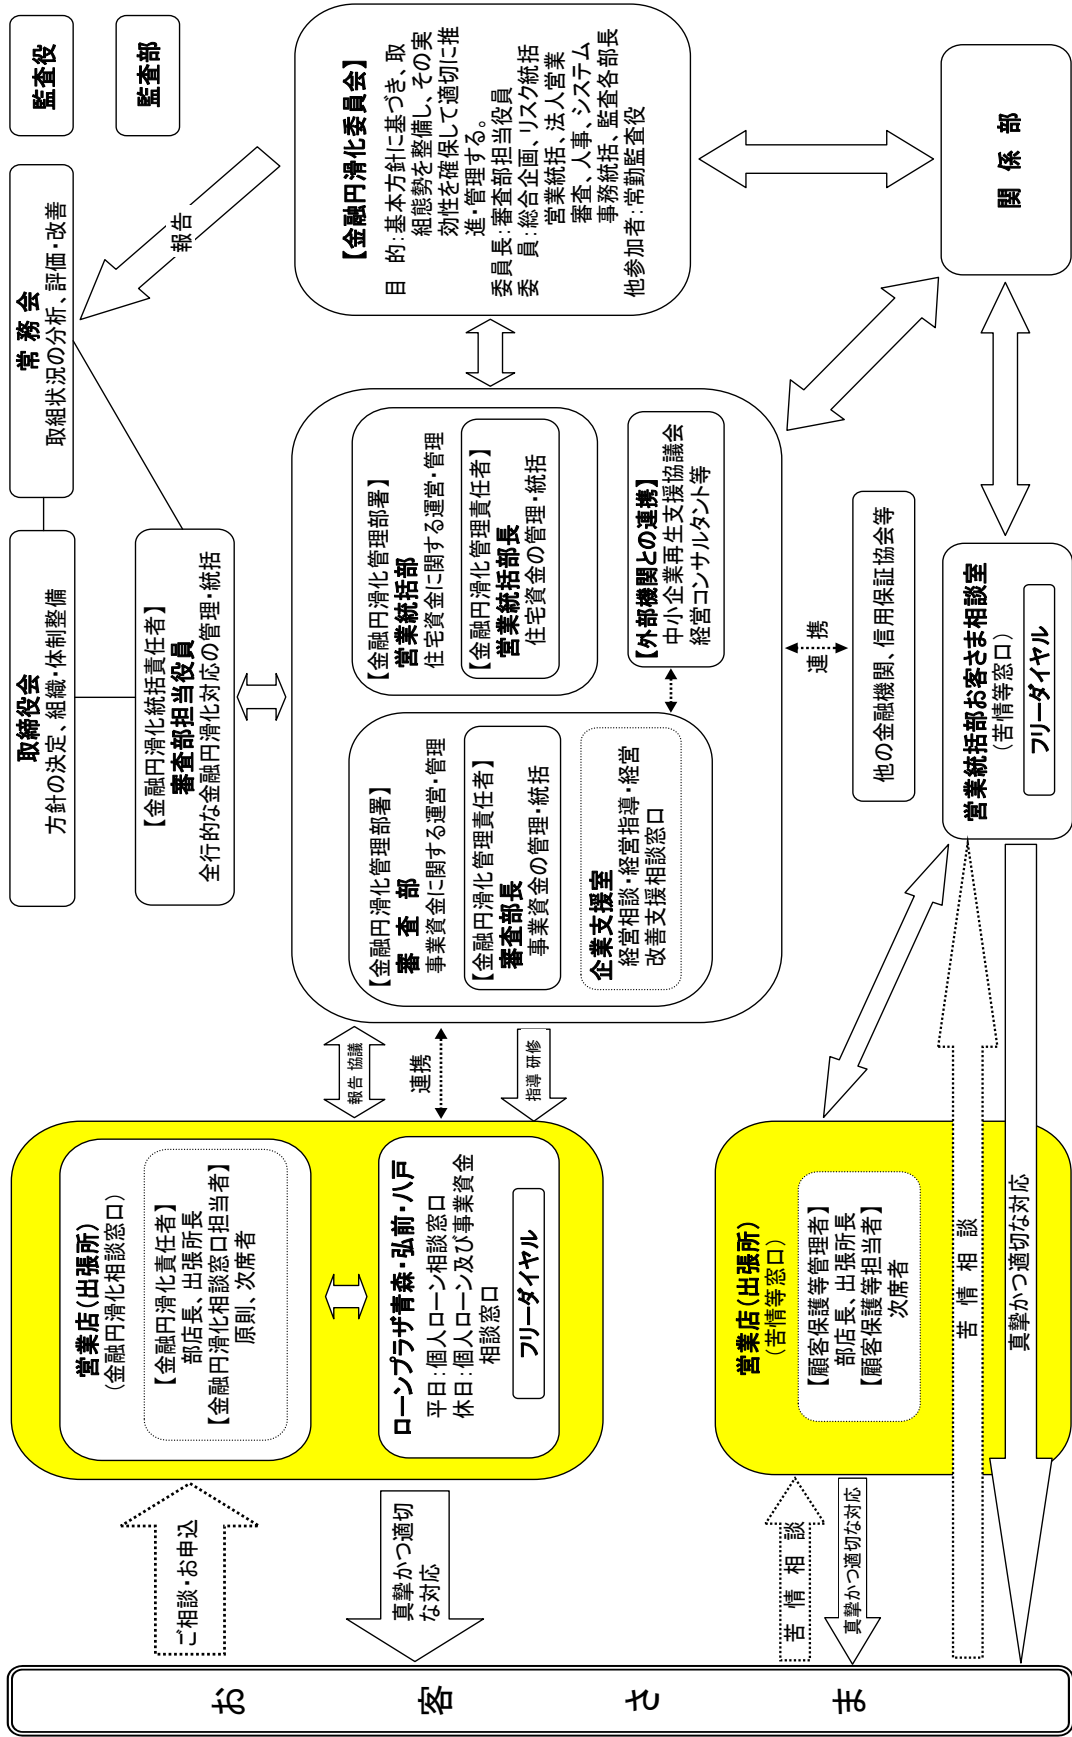 お客さま
ご相談・お申込
真摯かつ適切
な対応
苦情相談
真摯かつ適切な対応
苦情相談
真摯かつ適切な対応
営業店(出張所)
(金融円滑化相談窓口)
【金融円滑化責任者】
部店長、出張所長
【金融円滑化相談窓口担当者】
原則、次席者
ローンプラザ青森・弘前・八戸
平日:個人ローン相談窓口
休日:個人ローン及び事業資金
相談窓口
フリーダイヤル
営業店(出張所)
(苦情等窓口)
【顧客保護等管理者】
部店長、出張所長
【顧客保護等担当者】
次席者
報告 協議
連携
指導 研修
取締役会
方針の決定、組織・体制整備
【金融円滑化統括責任者】
審査部担当役員
全行的な金融円滑化対応の管理・統括
常務会
取組状況の分析、評価・改善
監査役
監査部
報告
【金融円滑化管理部署】
審査部
事業資金に関する運営・管理
【金融円滑化管理責任者】
審査部長
事業資金の管理・統括
企業支援室
経営相談・経営指導・経営
改善支援相談窓口
【金融円滑化管理部署】
営業統括部
住宅資金に関する運営・管理
【金融円滑化管理責任者】
営業統括部長
住宅資金の管理・統括
【外部機関との連携】
中小企業再生支援協議会
経営コンサルタント等
連携
他の金融機関、信用保証協会等
営業統括部お客さま相談室
(苦情等窓口)
フリーダイヤル
【金融円滑化委員会】
目 的:基本方針に基づき、取
組態勢を整備し、その実
効性を確保して適切に推
進・管理する。
委員長:審査部担当役員
委 員:総合企画、リスク統括
営業統括、法人営業
審査、人事、システム
事務統括、監査各部長
他参加者:常勤監査役
関係部